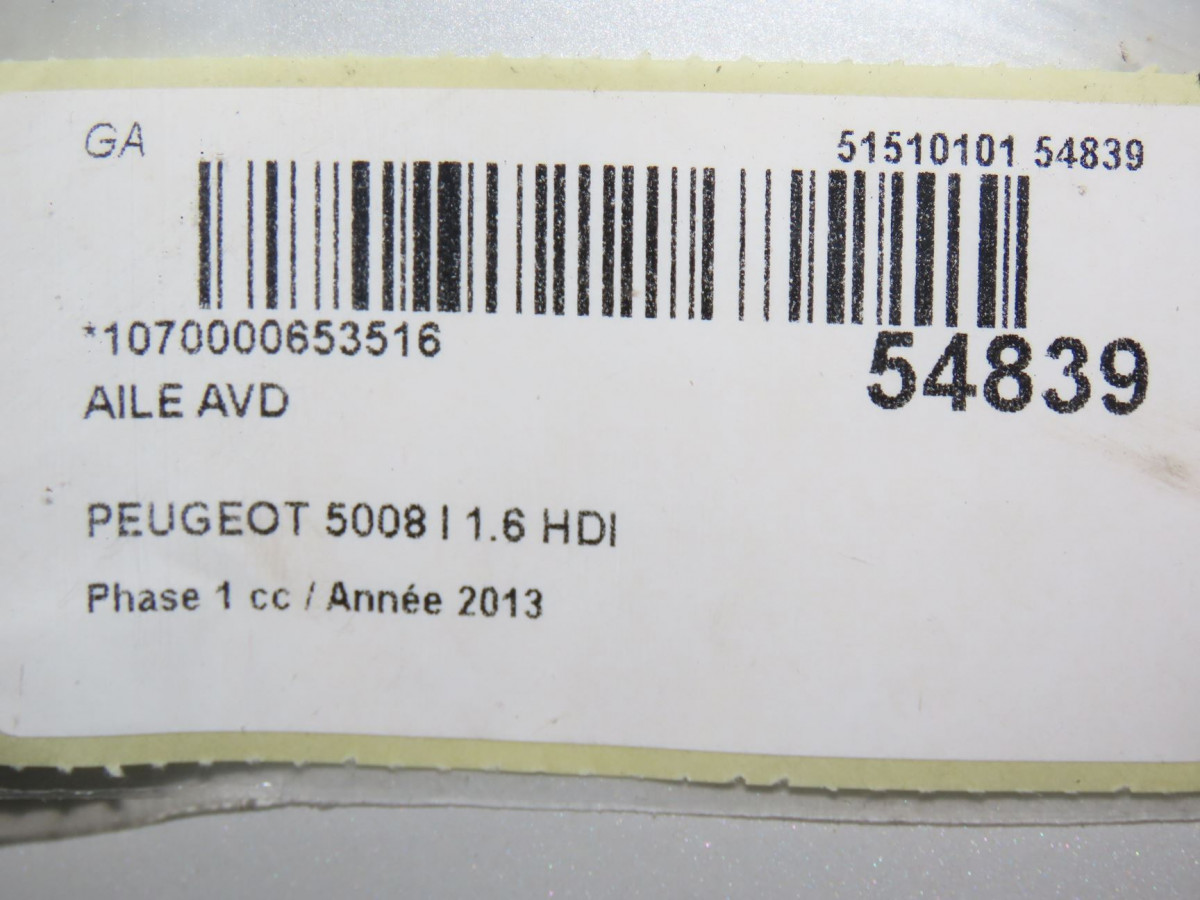 GA
51510101 54839
*1070000653516
54839
AILE AVD
PEUGEOT 5008 I 1.6 HDI
Phase 1 cc / Année 2013